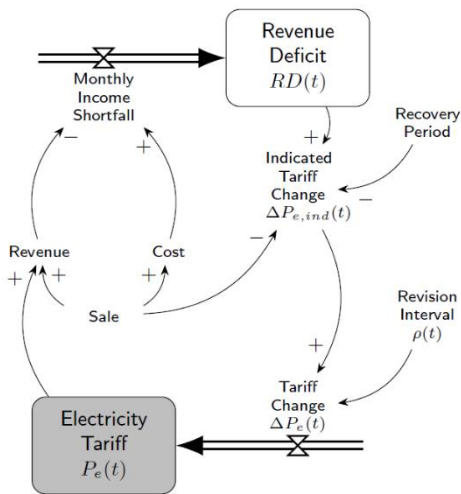 Revenue
Deficit
RD(t)
Monthly
Income
Shortfall
Recovery
Period
+
−
+
Indicated
Tariff
Change
ΔP_{e,ind}(t)
−
−
Revenue
Cost
+
+
+
Sale
Revision
Interval
ρ(t)
+
Electricity
Tariff
P_e(t)
Tariff
Change
ΔP_e(t)